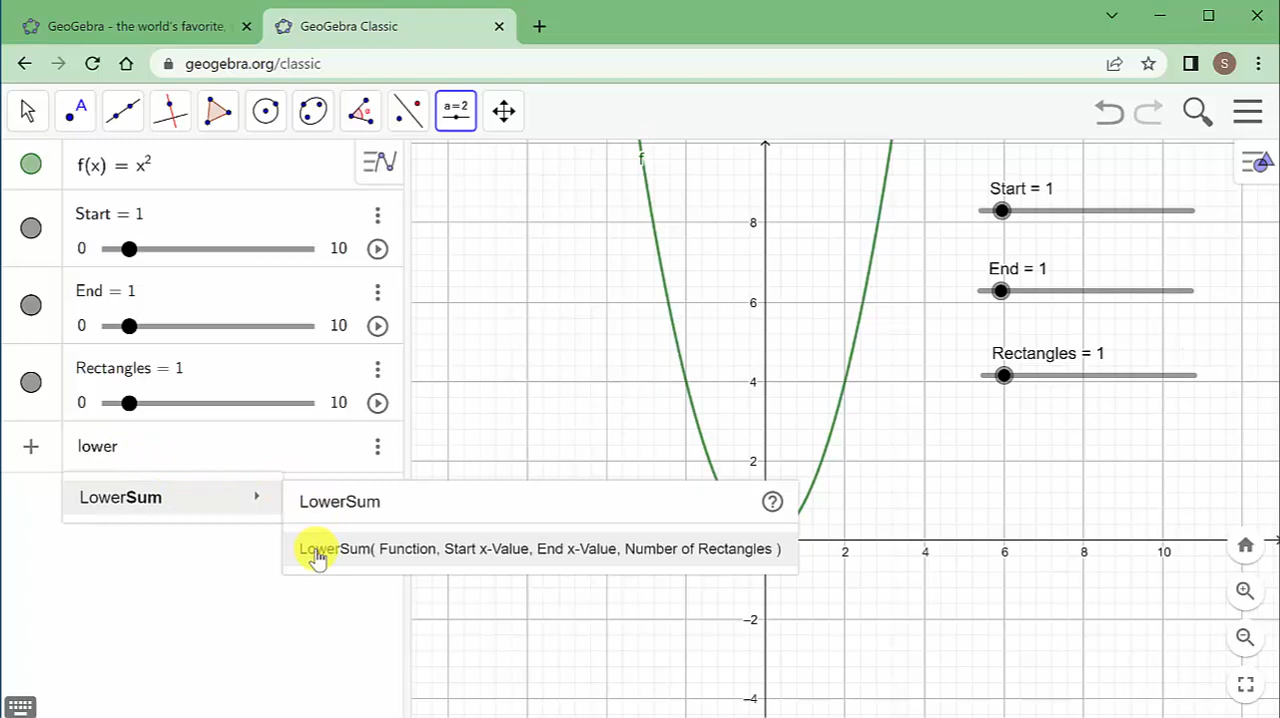 GeoGebra - the world's favorite,
GeoGebra Classic
geogebra.org/classic
S
A
α
a=2
f(x) = x²
Start = 1
0 10
End = 1
0 10
Rectangles = 1
0 10
lower
LowerSum
LowerSum
LowerSum( Function, Start x-Value, End x-Value, Number of Rectangles )
f
Start = 1
End = 1
Rectangles = 1
8
6
4
2
−2
−4
2 4 6 8 10